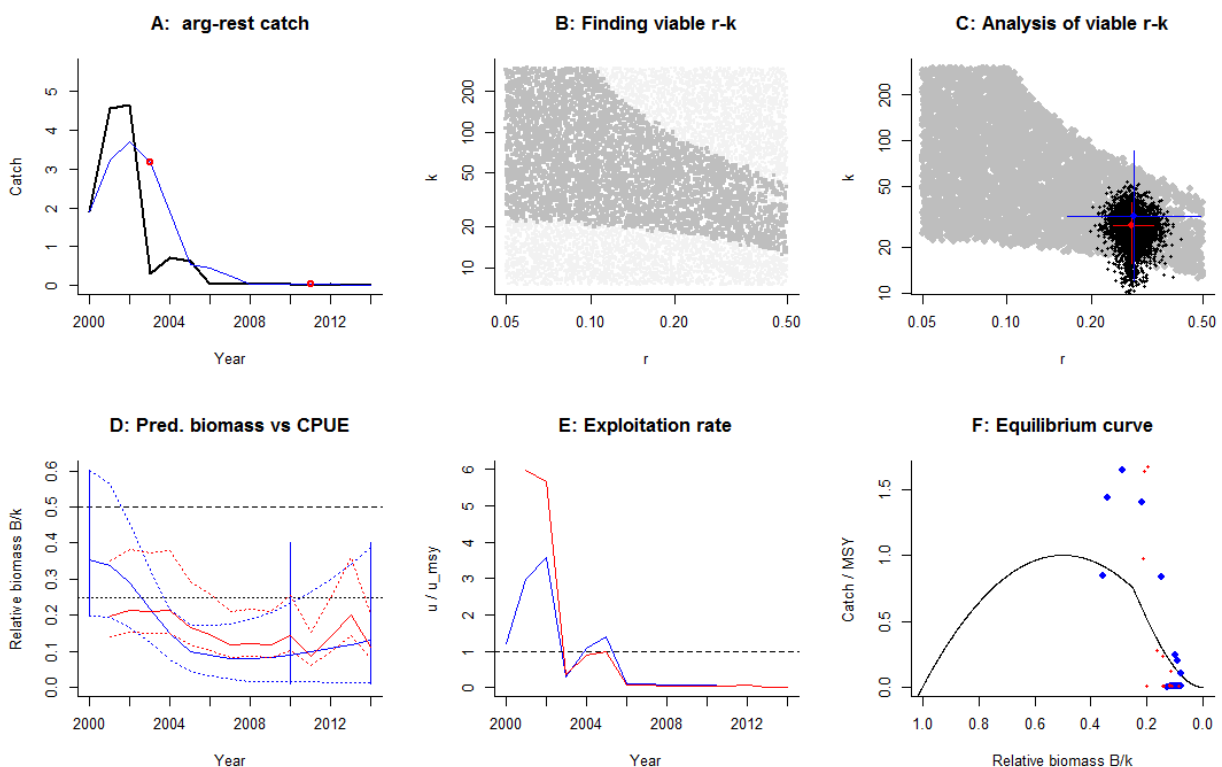 A: arg-rest catch
B: Finding viable r-k
C: Analysis of viable r-k
Catch
0 1 2 3 4 5
2000 2004 2008 2012
Year
k
10 20 50 100 200
0.05 0.10 0.20 0.50
r
k
10 20 50 100 200
0.05 0.10 0.20 0.50
r
D: Pred. biomass vs CPUE
E: Exploitation rate
F: Equilibrium curve
Relative biomass B/k
0.0 0.1 0.2 0.3 0.4 0.5 0.6
2000 2004 2008 2012
Year
u / u_msy
0 1 2 3 4 5 6
2000 2004 2008 2012
Year
Catch / MSY
0.0 0.5 1.0 1.5
1.0 0.8 0.6 0.4 0.2 0.0
Relative biomass B/k